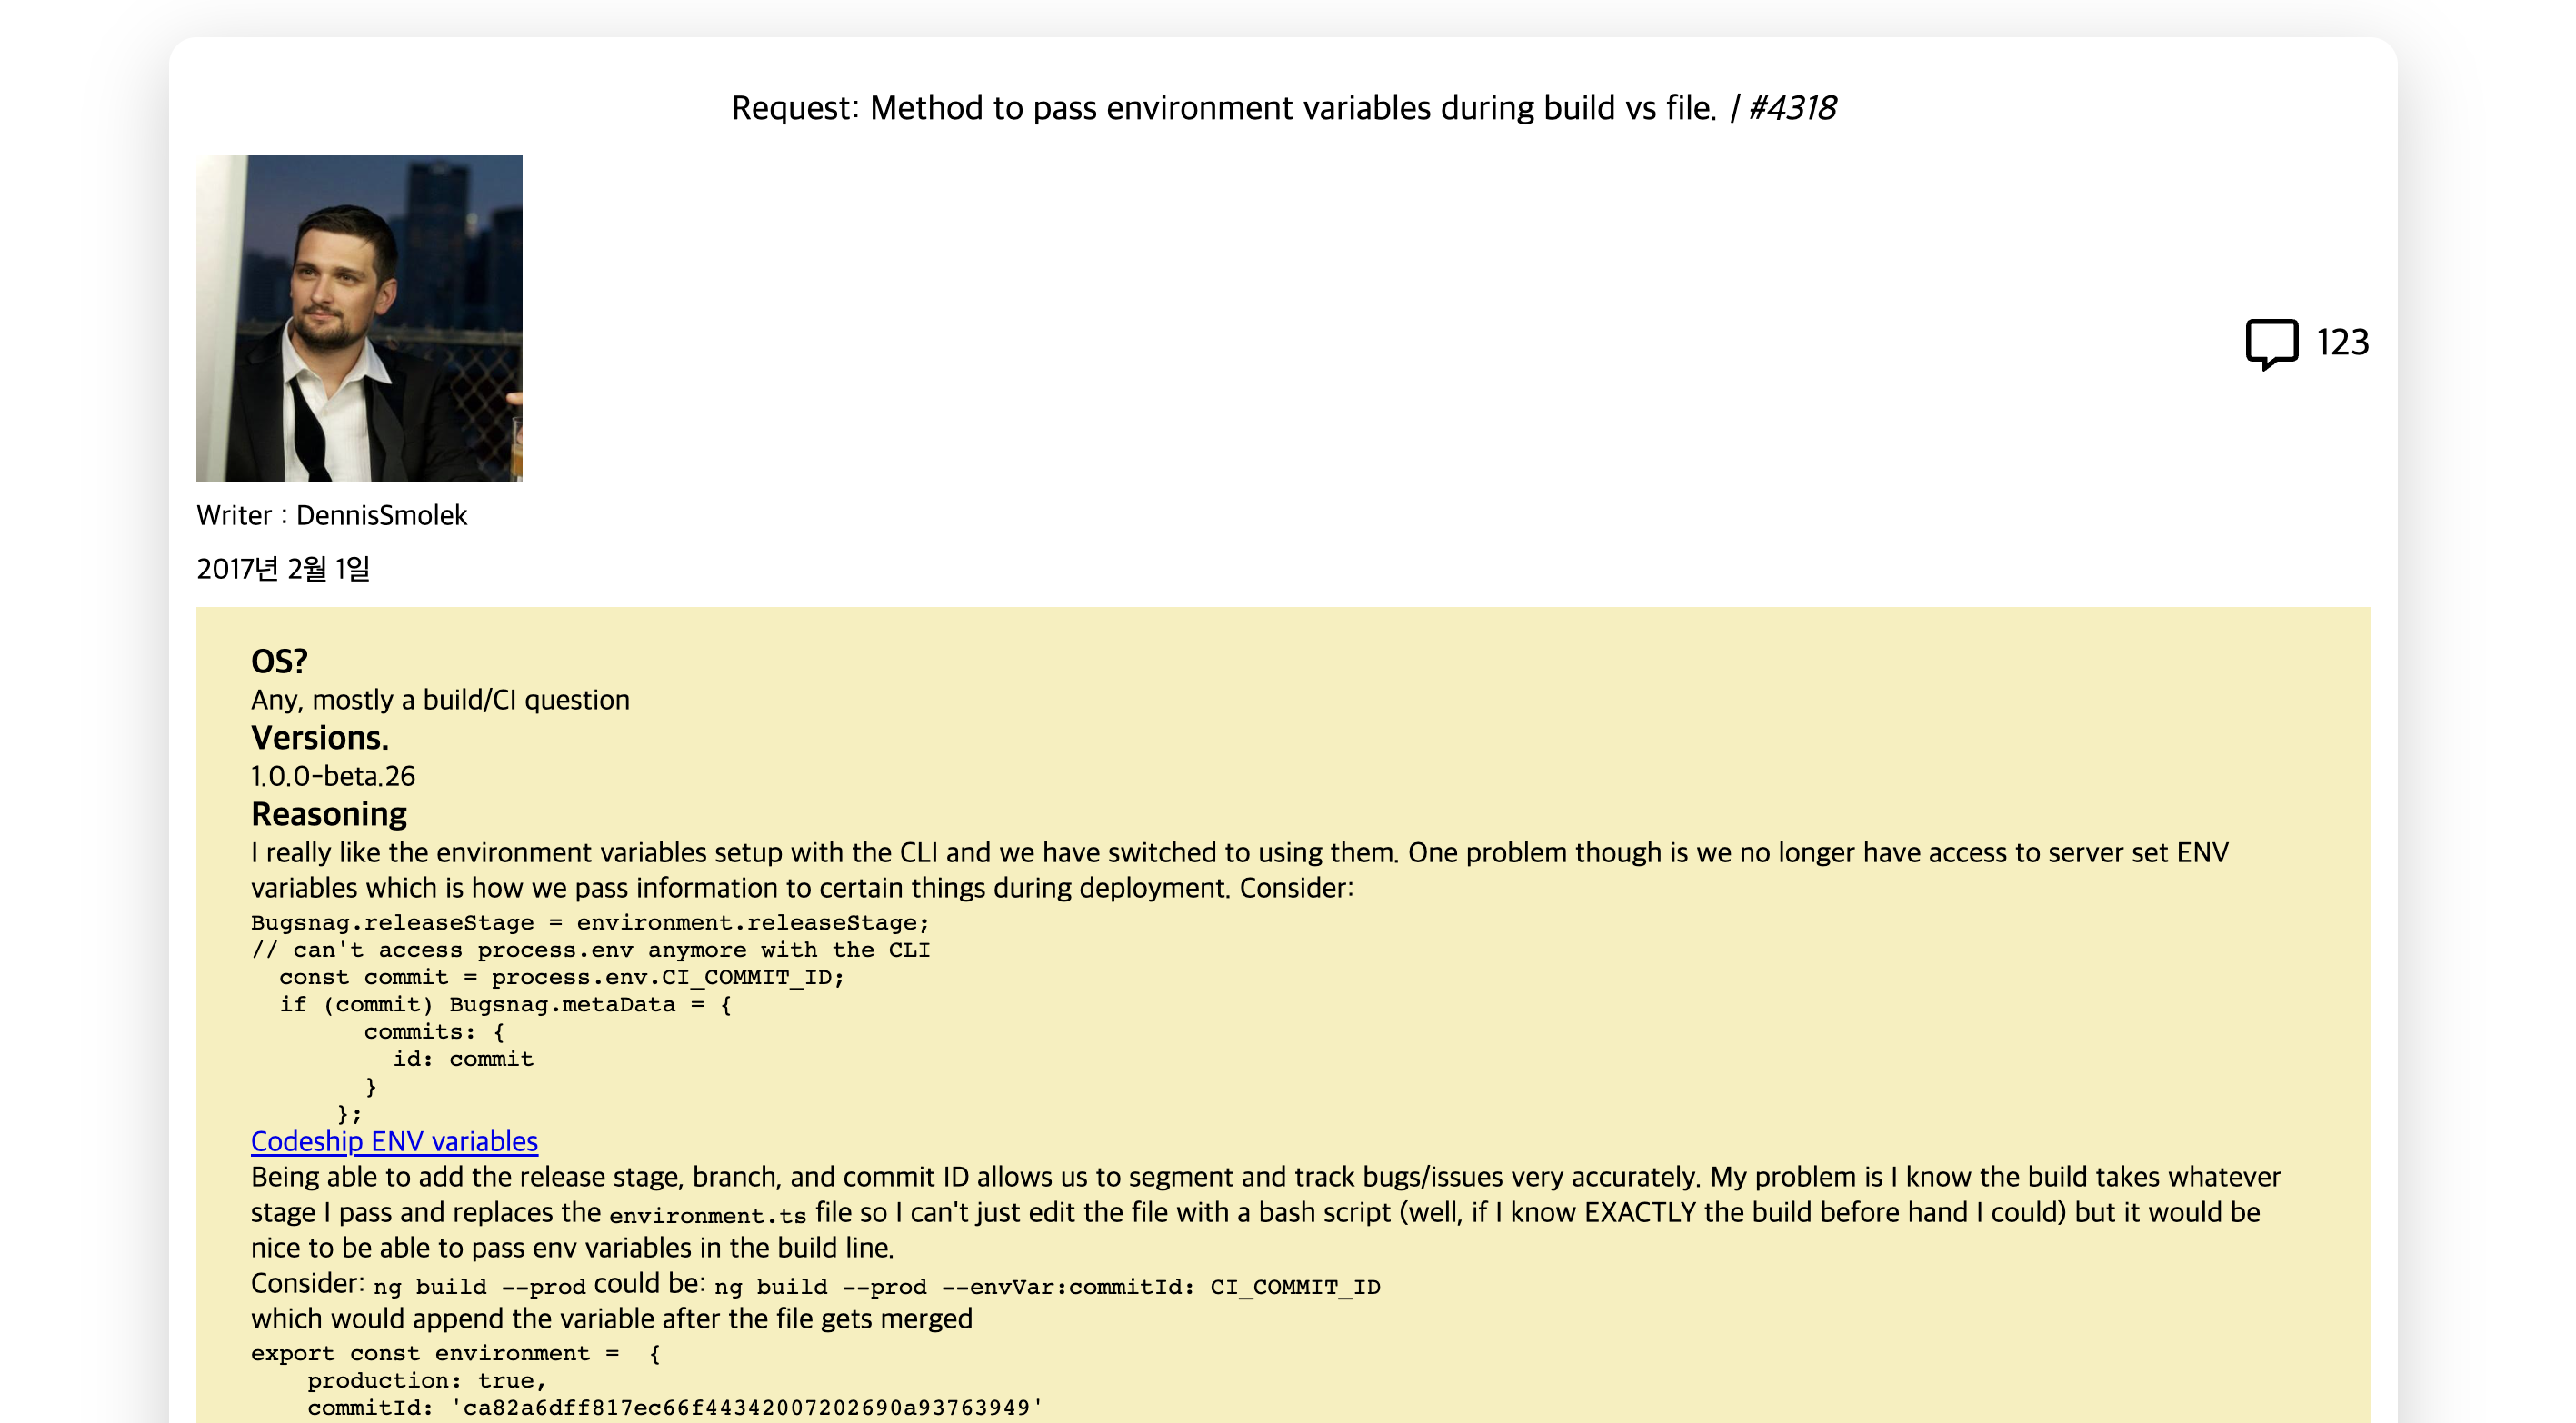 Request: Method to pass environment variables during build vs file. | #4318
123
Writer : DennisSmolek
2017년 2월 1일
OS?
Any, mostly a build/CI question
Versions.
1.0.0-beta.26
Reasoning
I really like the environment variables setup with the CLI and we have switched to using them. One problem though is we no longer have access to server set ENV
variables which is how we pass information to certain things during deployment. Consider:
Bugsnag.releaseStage = environment.releaseStage;
// can't access process.env anymore with the CLI
  const commit = process.env.CI_COMMIT_ID;
  if (commit) Bugsnag.metaData = {
        commits: {
          id: commit
        }
      };
Codeship ENV variables
Being able to add the release stage, branch, and commit ID allows us to segment and track bugs/issues very accurately. My problem is I know the build takes whatever
stage I pass and replaces the environment.ts file so I can't just edit the file with a bash script (well, if I know EXACTLY the build before hand I could) but it would be
nice to be able to pass env variables in the build line.
Consider: ng build --prod could be: ng build --prod --envVar:commitId: CI_COMMIT_ID
which would append the variable after the file gets merged
export const environment =  {
    production: true,
    commitId: 'ca82a6dff817ec66f44342007202690a93763949'